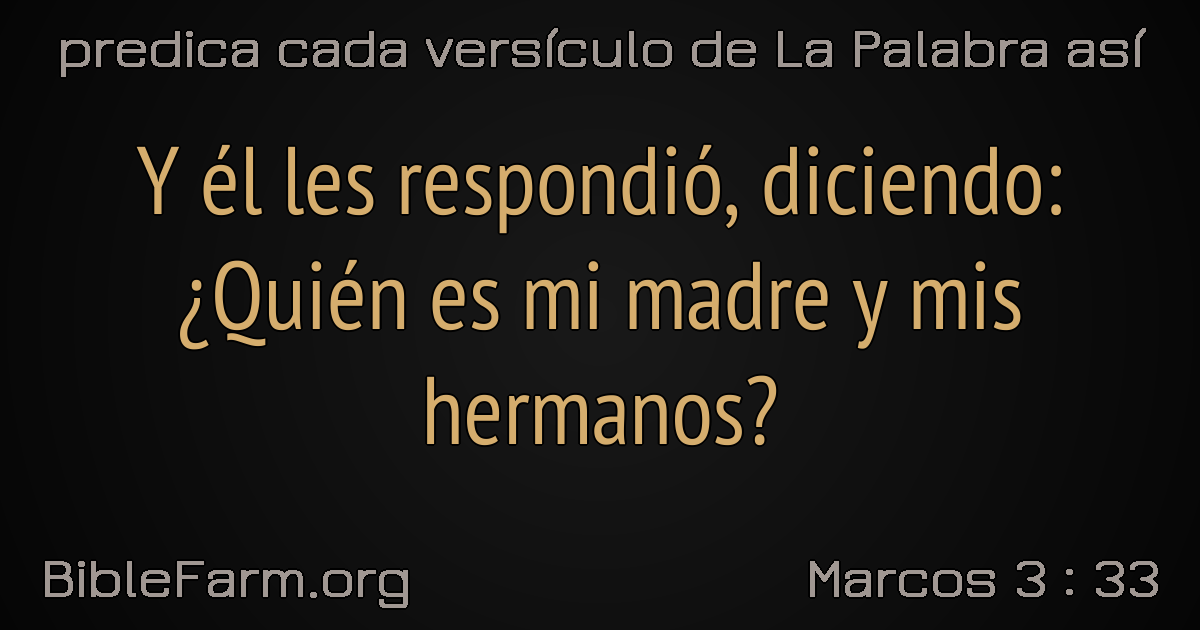 predica cada versículo de La Palabra así
Y él les respondió, diciendo:
¿Quién es mi madre y mis
hermanos?
BibleFarm.org
Marcos 3 : 33